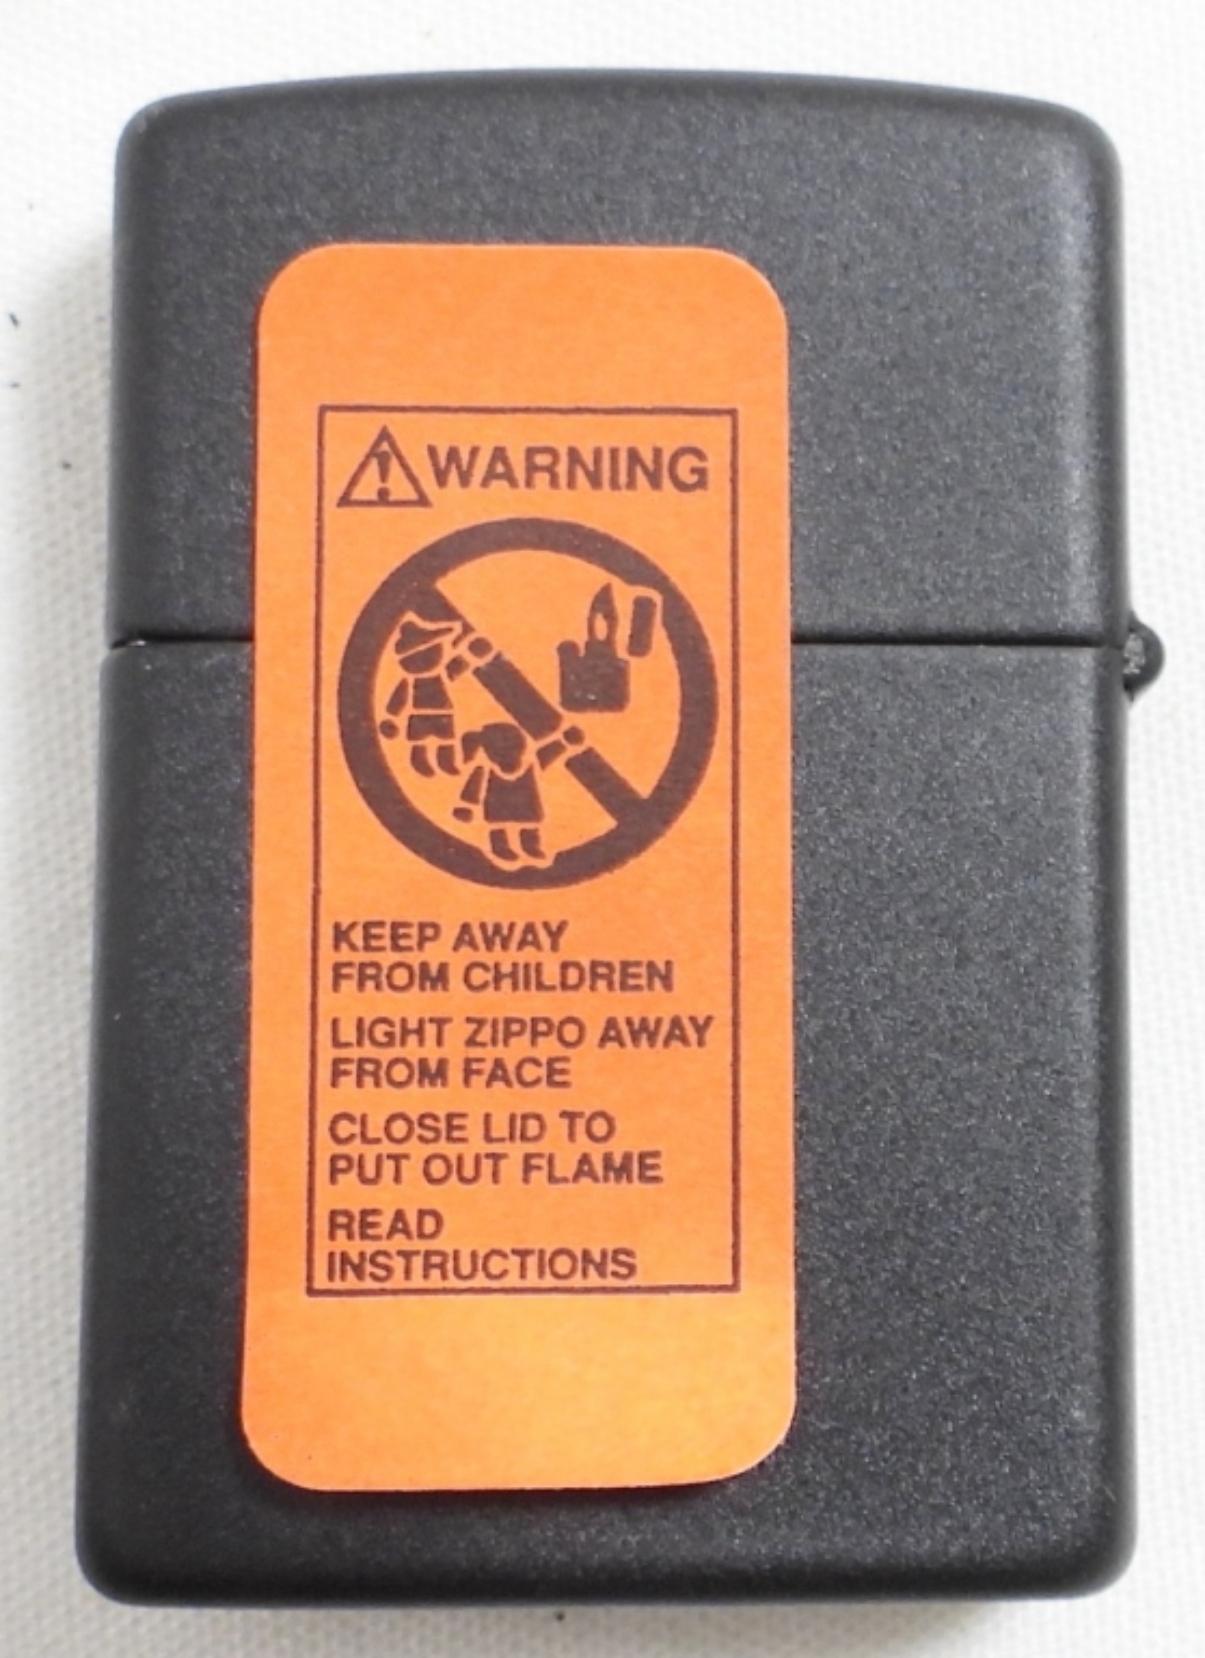 WARNING
KEEP AWAY
FROM CHILDREN
LIGHT ZIPPO AWAY
FROM FACE
CLOSE LID TO
PUT OUT FLAME
READ
INSTRUCTIONS